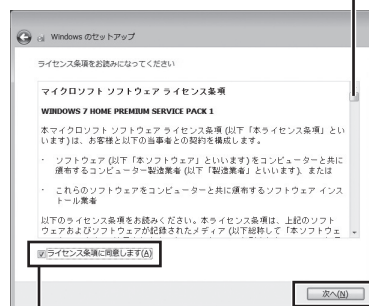 Windows のセットアップ
ライセンス条項をお読みになってください
マイクロソフト ソフトウェア ライセンス条項
WINDOWS 7 HOME PREMIUM SERVICE PACK 1
本マイクロソフト ソフトウェア ライセンス条項 (以下「本ライセンス条項」とい
います) は、お客様と以下の当事者との契約を構成します。
・ ソフトウェア (以下「本ソフトウェア」といいます) をコンピューターと共に
頒布するコンピューター製造業者 (以下「製造業者」といいます)、または
・ これらのソフトウェアをコンピューターと共に頒布するソフトウェア インス
トール業者
以下のライセンス条項をお読みください。本ライセンス条項は、上記のソフト
ウェアおよびソフトウェアが記録されたメディア (以下総称して「本ソフトウェ
ライセンス条項に同意します(A)
次へ(N)